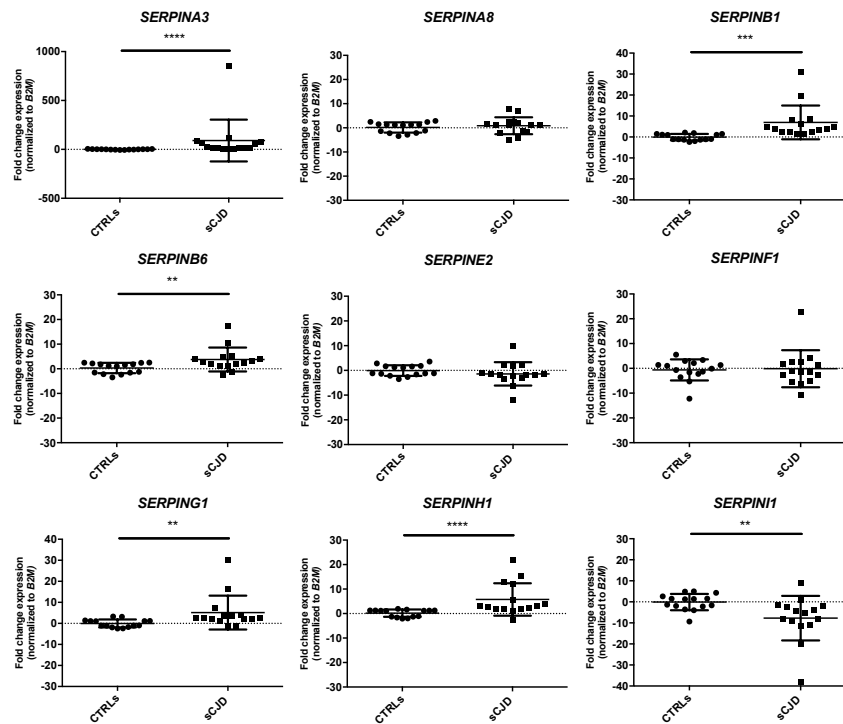 SERPINA3
****
Fold change expression
(normalized to B2M)
1000
500
0
-500
CTRLs
sCJD
SERPINA8
Fold change expression
(normalized to B2M)
30
20
10
0
-10
-20
-30
CTRLs
sCJD
SERPINB1
***
Fold change expression
(normalized to B2M)
40
30
20
10
0
-10
-20
-30
CTRLs
sCJD
SERPINB6
**
Fold change expression
(normalized to B2M)
30
20
10
0
-10
-20
-30
CTRLs
sCJD
SERPINE2
Fold change expression
(normalized to B2M)
30
20
10
0
-10
-20
-30
CTRLs
sCJD
SERPINF1
Fold change expression
(normalized to B2M)
30
20
10
0
-10
-20
-30
CTRLs
sCJD
SERPING1
**
Fold change expression
(normalized to B2M)
40
30
20
10
0
-10
-20
-30
CTRLs
sCJD
SERPINH1
****
Fold change expression
(normalized to B2M)
30
20
10
0
-10
-20
-30
CTRLs
sCJD
SERPINI1
**
Fold change expression
(normalized to B2M)
30
20
10
0
-10
-20
-30
-40
CTRLs
sCJD